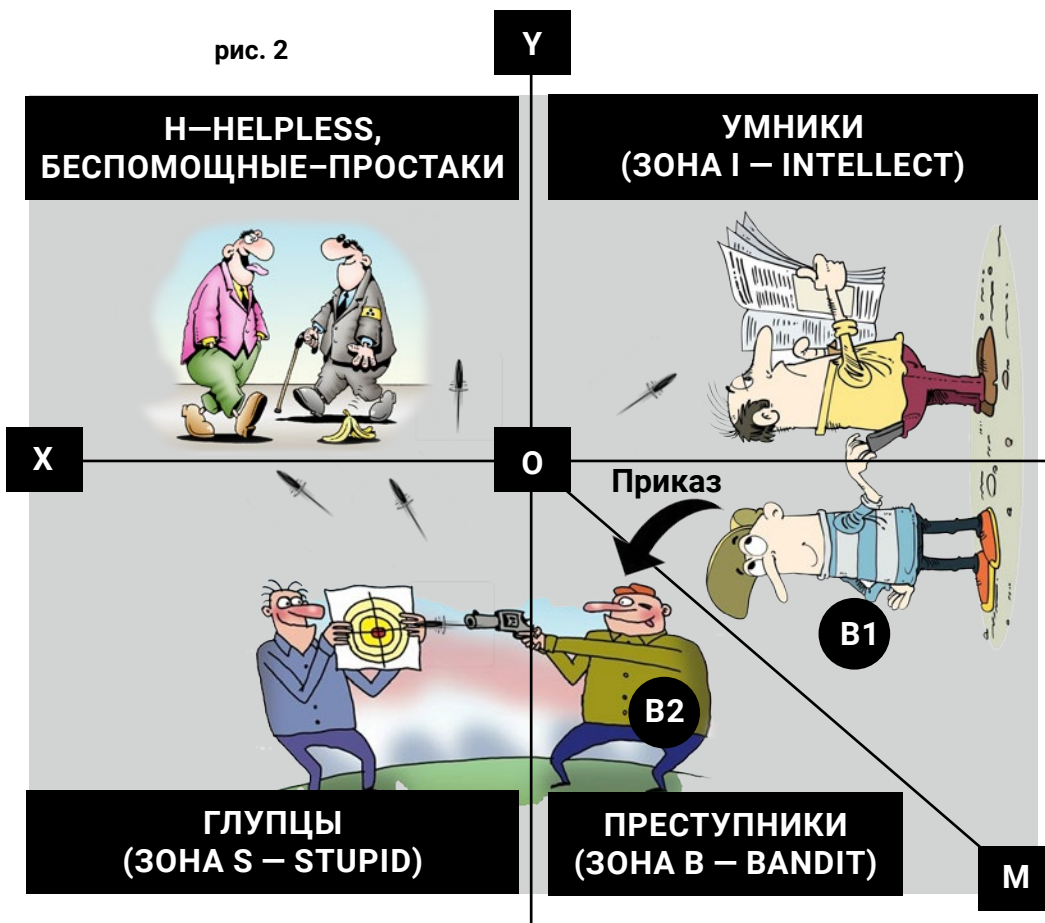 рис. 2
Y
H—HELPLESS,
БЕСПОМОЩНЫЕ–ПРОСТАКИ
УМНИКИ
(ЗОНА I — INTELLECT)
X
O
Приказ
B1
B2
ГЛУПЦЫ
(ЗОНА S — STUPID)
ПРЕСТУПНИКИ
(ЗОНА B — BANDIT)
M